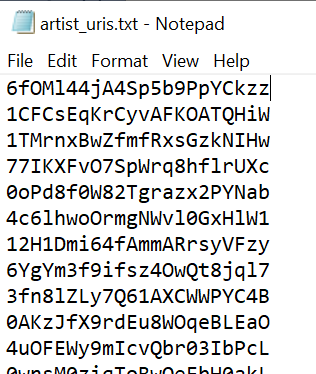 artist_uris.txt - Notepad
File Edit Format View Help
6fOMl44jA4Sp5b9PpYCkzz
1CFCsEqKrCyvAFKOATQHiW
1TMrnxBwZfmfRxsGzkNIHw
77IKXFvO7SpWrq8hflrUXc
0oPd8f0W82Tgrazx2PYNab
4c6lhwoOrmgNWvl0GxHlW1
12H1Dmi64fAmmARrsyVFzy
6YgYm3f9ifsz4OwQt8jql7
3fn8lZLy7Q61AXCWWPYC4B
0AKzJfX9rdEu8WOqeBLEaO
4uOFEWy9mIcvQbr03IbPcL